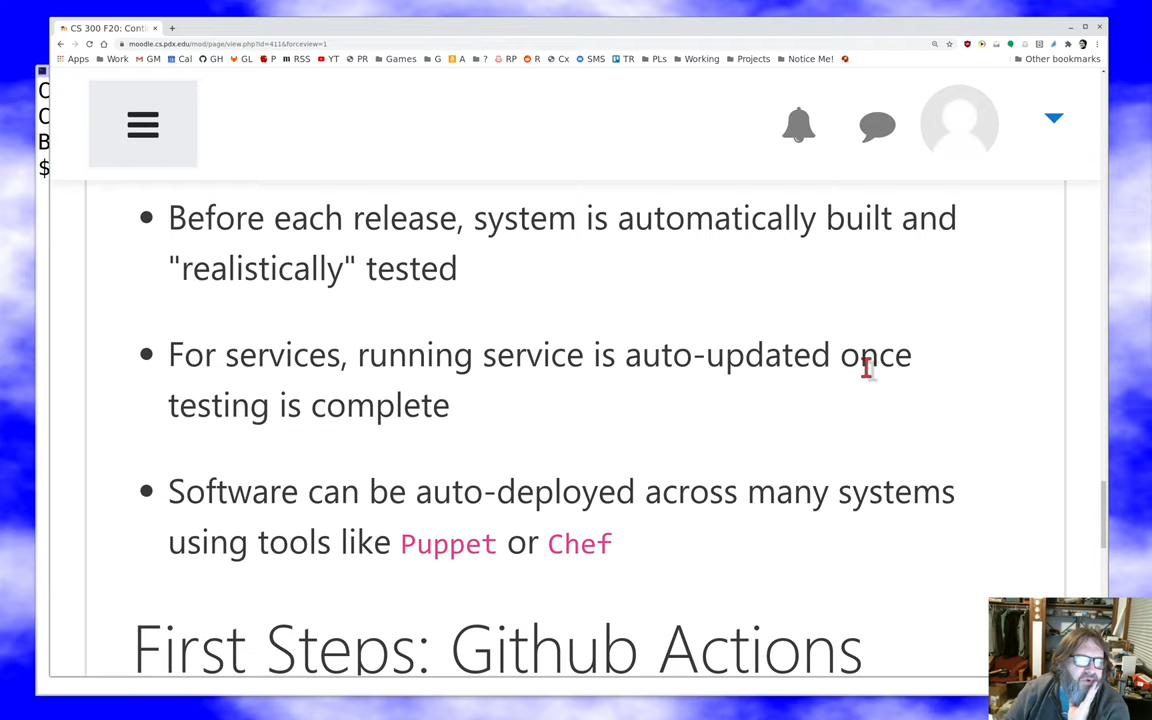 CS 300 F20: Conti
moodle.cs.pdx.edu/mod/page/view.php?id=411&forceview=1
Apps Work GM Cal GH GL P RSS YT PR Games G A ? RP R Cx SMS TR PLs Working Projects Notice Me! Other bookmarks
C
C
B
$
Before each release, system is automatically built and
"realistically" tested
For services, running service is auto-updated once
testing is complete
Software can be auto-deployed across many systems
using tools like Puppet or Chef
First Steps: Github Actions